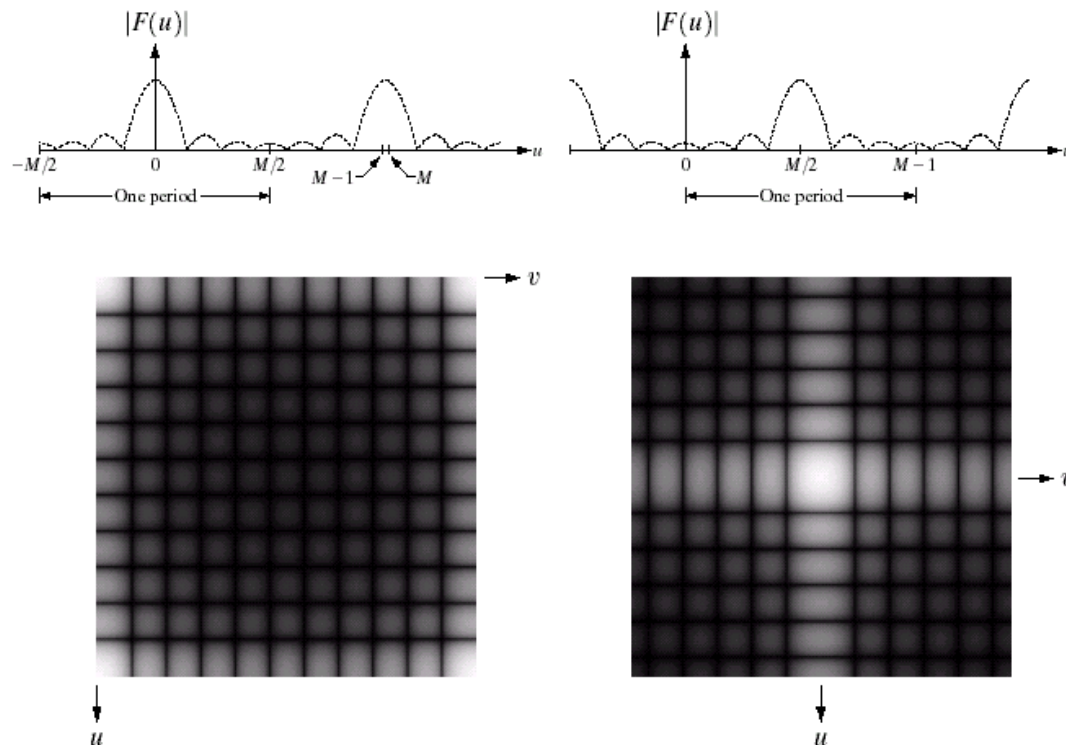 |F(u)|
|F(u)|
u
−M/2
0
M/2
M − 1
M
0
M/2
M − 1
One period
One period
v
u
u